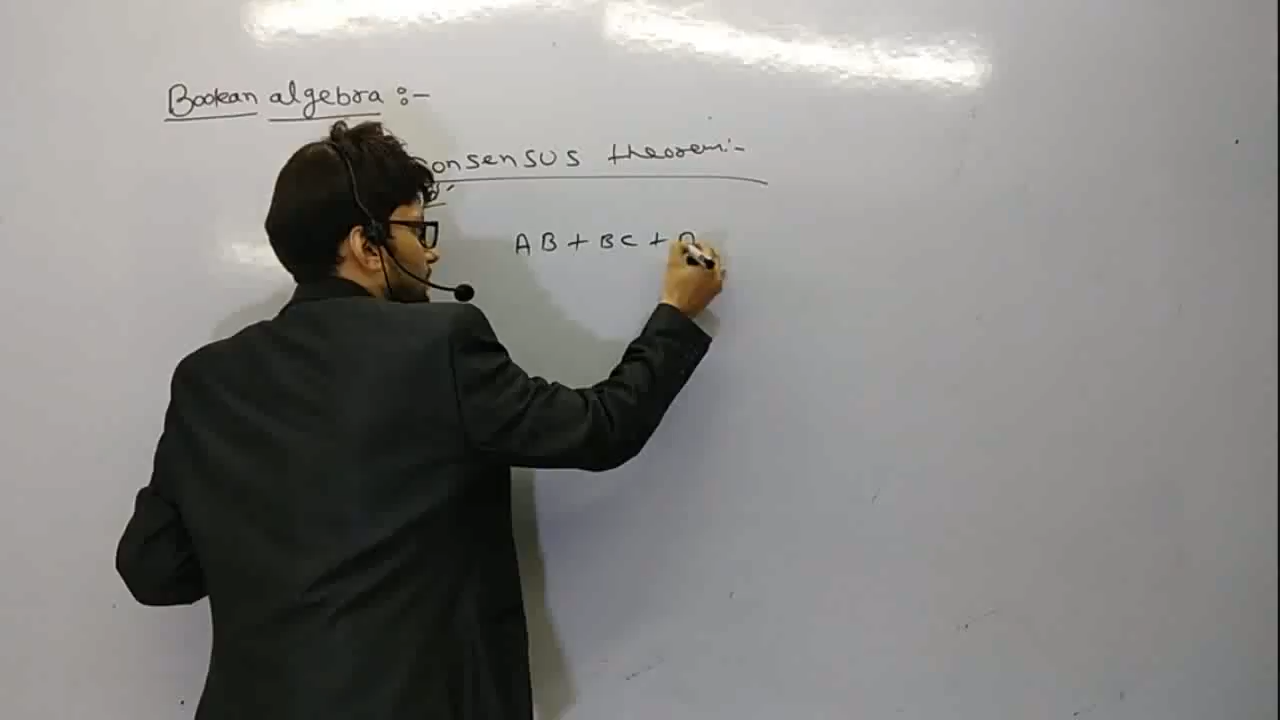 Boolean algebra :-
onsensus theorem:-
AB + BC +